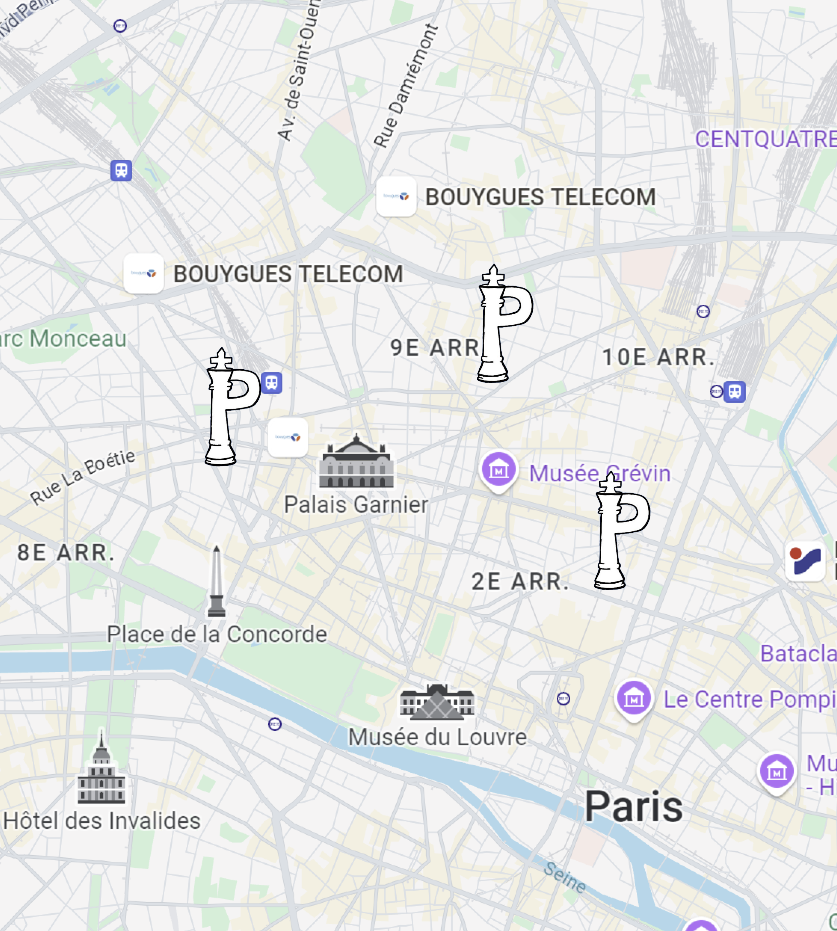 Av. de Saint-Ouen
Rue Damrémont
CENTQUATRE
BOUYGUES TELECOM
BOUYGUES TELECOM
arc Monceau
9E ARR.
10E ARR.
P
P
Rue La Boétie
Palais Garnier
Musée Grévin
P
8E ARR.
2E ARR.
Place de la Concorde
Batacla
Le Centre Pompi
Musée du Louvre
Mu
- H
Paris
Hôtel des Invalides
Seine